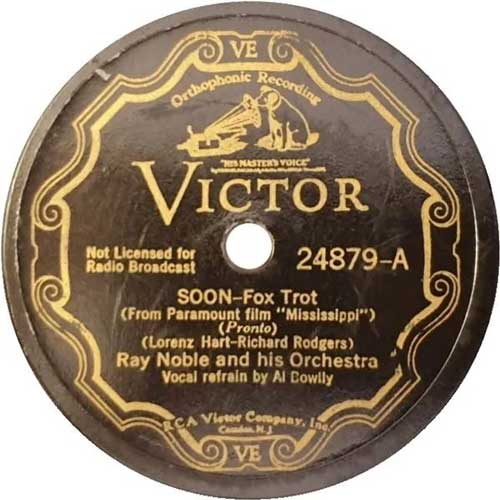 VE
Orthophonic Recording
"HIS MASTER'S VOICE"
VICTOR
Not Licensed for
Radio Broadcast
24879-A
SOON-Fox Trot
(From Paramount film "Mississippi")
(Pronto)
(Lorenz Hart-Richard Rodgers)
Ray Noble and his Orchestra
Vocal refrain by Al Bowlly
RCA Victor Company, Inc.
Camden, N.J.
VE